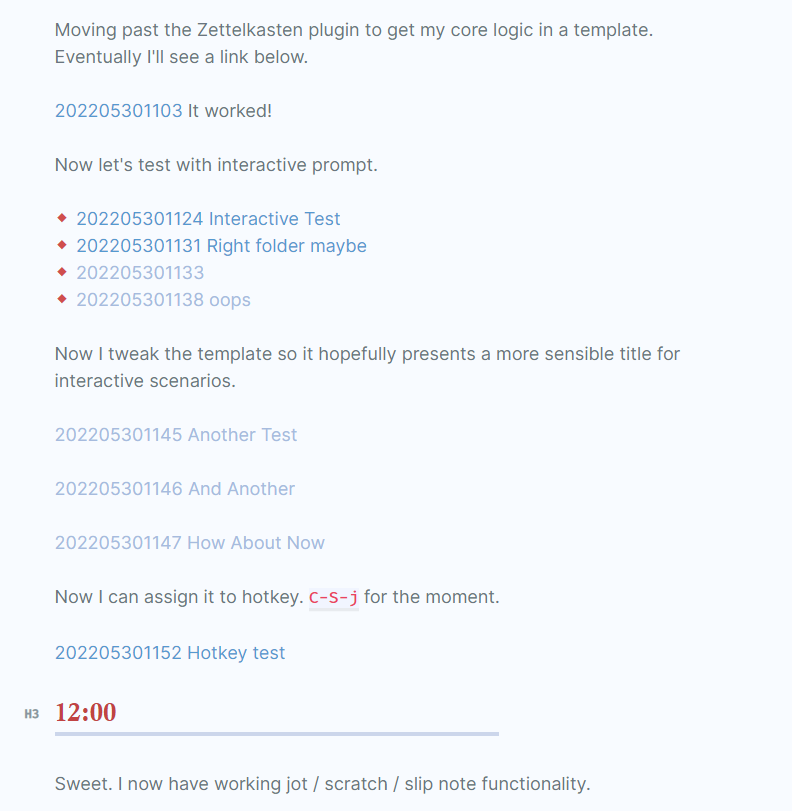 Moving past the Zettelkasten plugin to get my core logic in a template.
Eventually I'll see a link below.
202205301103 It worked!
Now let's test with interactive prompt.
202205301124 Interactive Test
202205301131 Right folder maybe
202205301133
202205301138 oops
Now I tweak the template so it hopefully presents a more sensible title for
interactive scenarios.
202205301145 Another Test
202205301146 And Another
202205301147 How About Now
Now I can assign it to hotkey. C-S-j for the moment.
202205301152 Hotkey test
H3 12:00
Sweet. I now have working jot / scratch / slip note functionality.